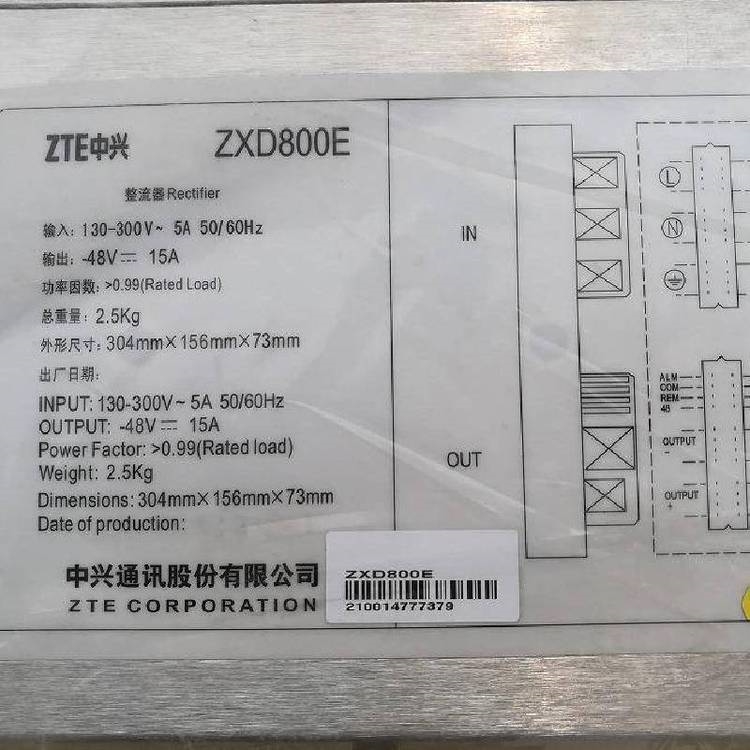 ZTE中兴 ZXD800E
整流器Rectifier
输入: 130-300V~ 5A 50/60Hz
输出: -48V⎓ 15A
功率因数: >0.99(Rated Load)
总重量: 2.5Kg
外形尺寸: 304mm×156mm×73mm
出厂日期:
INPUT: 130-300V~ 5A 50/60Hz
OUTPUT: -48V⎓ 15A
Power Factor: >0.99(Rated load)
Weight: 2.5Kg
Dimensions: 304mm×156mm×73mm
Date of production:
中兴通讯股份有限公司
ZTE CORPORATION
ZXD800E
210014777379
IN
OUT
L
N
ALM
COM
REM
48
OUTPUT
-
OUTPUT
+